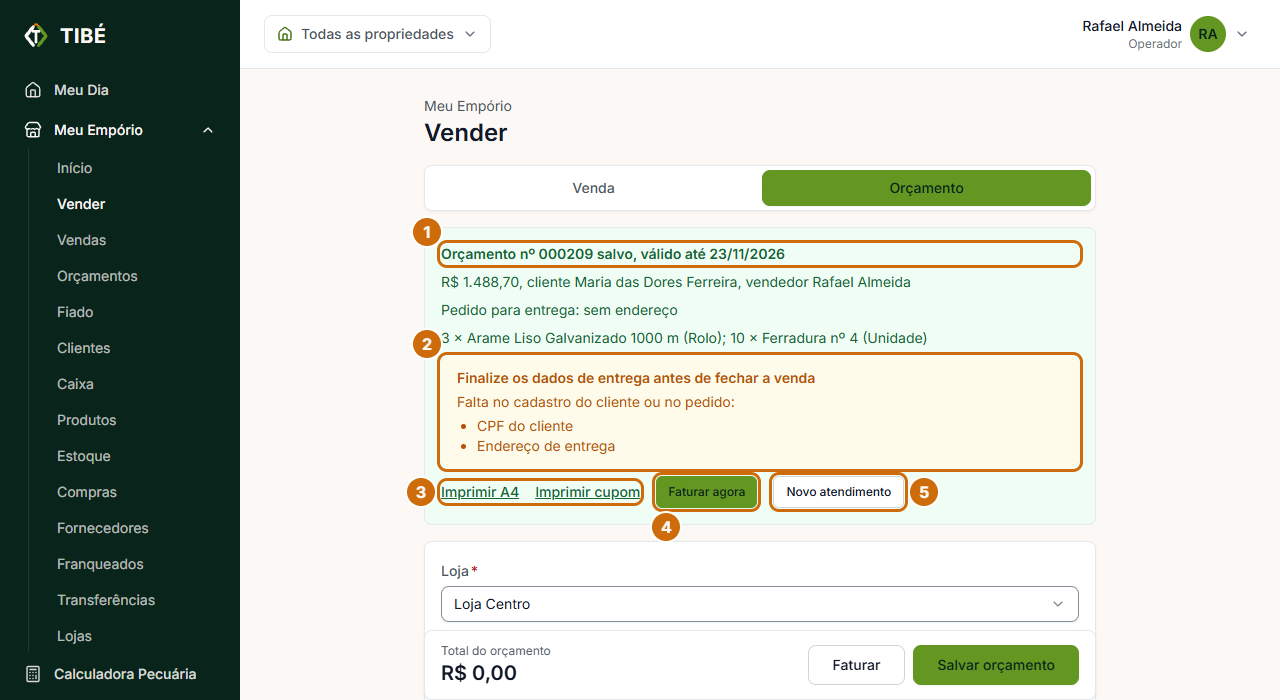 TIBÉ
Todas as propriedades
Rafael Almeida
Operador
RA
Meu Dia
Meu Empório
Início
Vender
Vendas
Orçamentos
Fiado
Clientes
Caixa
Produtos
Estoque
Compras
Fornecedores
Franqueados
Transferências
Lojas
Calculadora Pecuária
Meu Empório
Vender
Venda
Orçamento
1
Orçamento nº 000209 salvo, válido até 23/11/2026
R$ 1.488,70, cliente Maria das Dores Ferreira, vendedor Rafael Almeida
Pedido para entrega: sem endereço
2
3 × Arame Liso Galvanizado 1000 m (Rolo); 10 × Ferradura nº 4 (Unidade)
Finalize os dados de entrega antes de fechar a venda
Falta no cadastro do cliente ou no pedido:
• CPF do cliente
• Endereço de entrega
3
Imprimir A4
Imprimir cupom
Faturar agora
Novo atendimento
5
4
Loja*
Loja Centro
Total do orçamento
R$ 0,00
Faturar
Salvar orçamento